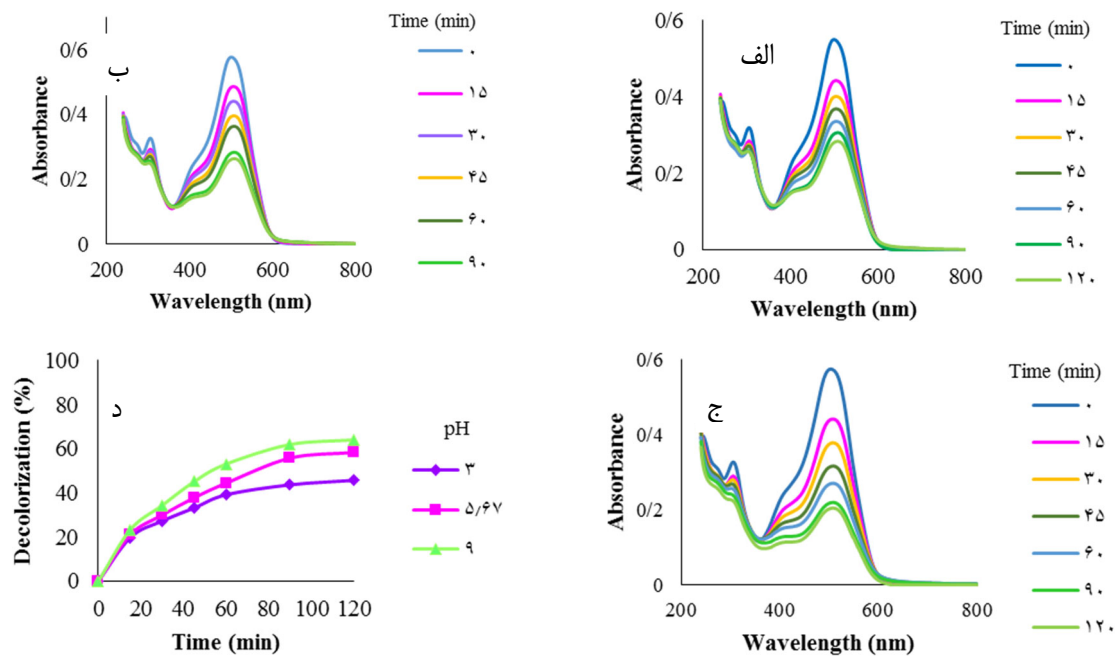 Time (min)
0/6
ب
۰
۱۵
0/4
۳۰
Absorbance
۴۵
0/2
۶۰
۹۰
0
200 400 600 800
Wavelength (nm)
Time (min)
0/6
الف
۰
۱۵
0/4
۳۰
Absorbance
۴۵
0/2
۶۰
۹۰
0
۱۲۰
200 400 600 800
Wavelength (nm)
100
80
د
60
pH
40
۳
Decolorization (%)
۵٫۶۷
20
۹
0
0 20 40 60 80 100 120
Time (min)
0/6
Time (min)
ج
۰
۱۵
0/4
۳۰
Absorbance
۴۵
0/2
۶۰
۹۰
0
۱۲۰
200 400 600 800
Wavelength (nm)